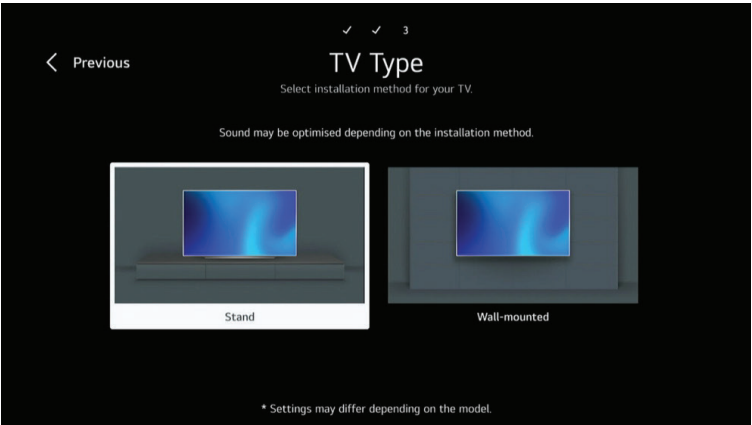 ✓ ✓ 3
Previous
TV Type
Select installation method for your TV.
Sound may be optimised depending on the installation method.
Stand
Wall-mounted
* Settings may differ depending on the model.